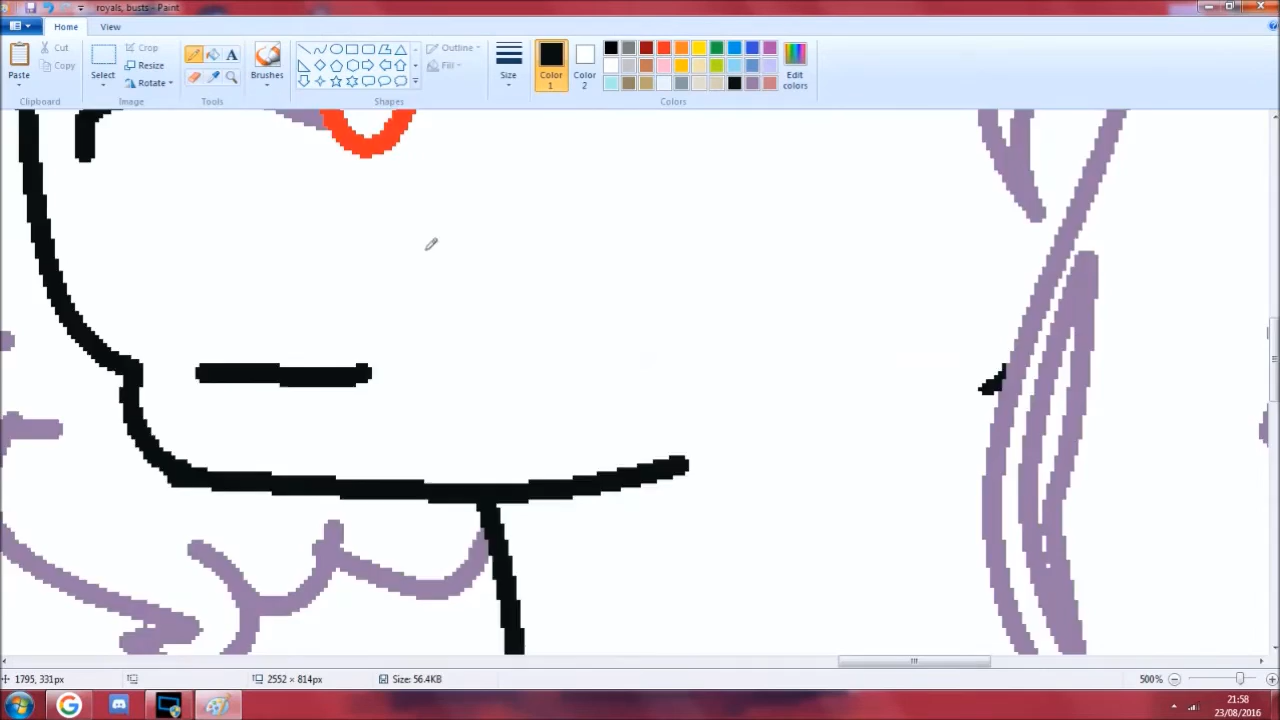 royals, busts - Paint
Home View
Paste
Cut
Copy
Clipboard
Select
Crop
Resize
Rotate
Image
A
Tools
Brushes
Outline
Fill
Shapes
Size
Color 1
Color 2
Edit colors
Colors
1795, 331px
2552 × 814px
Size: 56.4KB
500%
21:58
23/08/2016